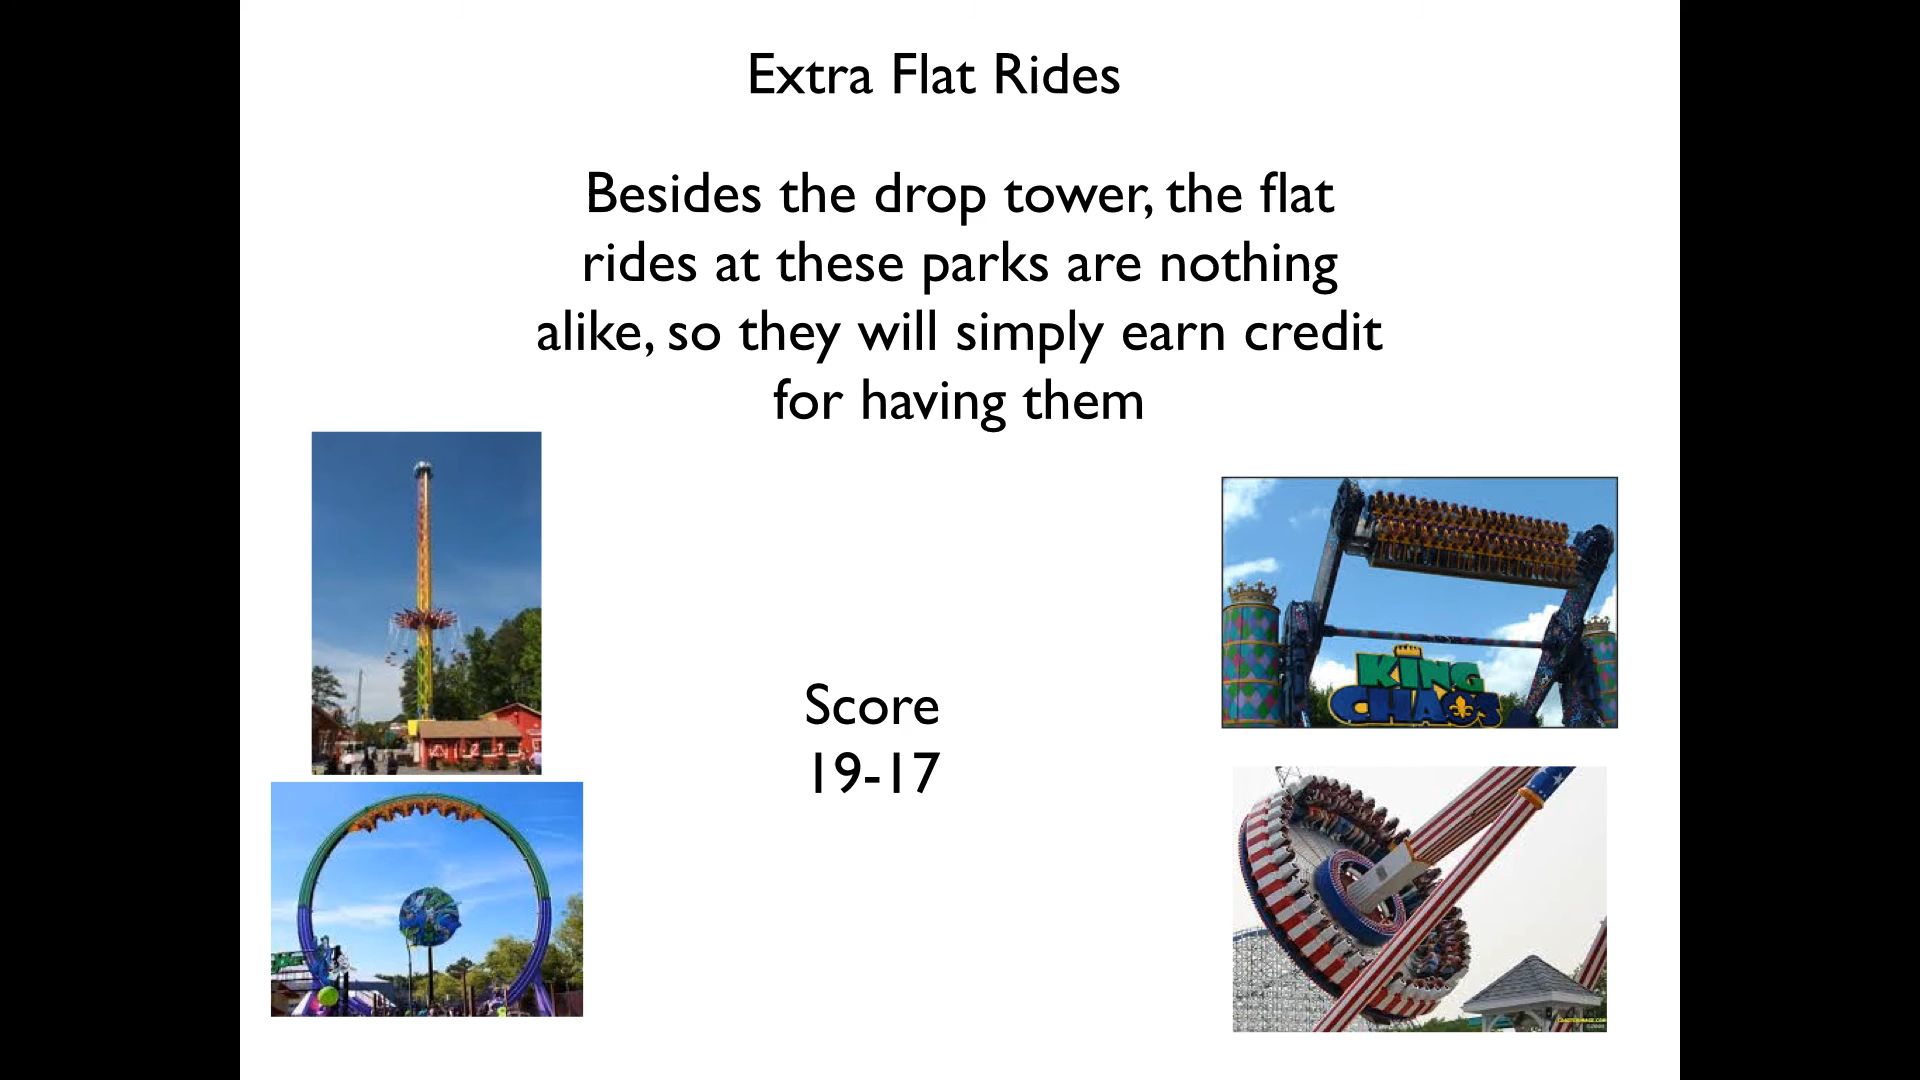 Extra Flat Rides
Besides the drop tower, the flat
rides at these parks are nothing
alike, so they will simply earn credit
for having them
KING
CHAOS
Score
19-17